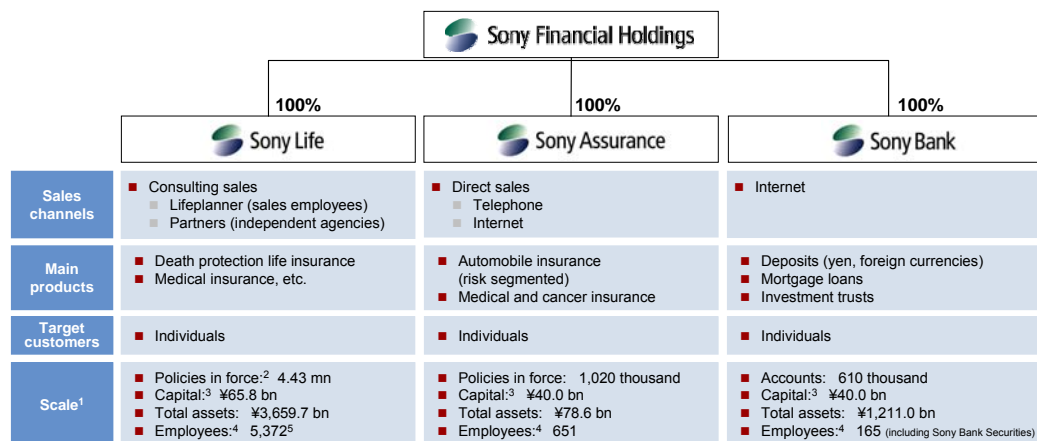 Sony Financial Holdings
100%
100%
100%
Sony Life
Sony Assurance
Sony Bank
Sales
channels
■ Consulting sales
■ Lifeplanner (sales employees)
■ Partners (independent agencies)
■ Direct sales
■ Telephone
■ Internet
■ Internet
Main
products
■ Death protection life insurance
■ Medical insurance, etc.
■ Automobile insurance
(risk segmented)
■ Medical and cancer insurance
■ Deposits (yen, foreign currencies)
■ Mortgage loans
■ Investment trusts
Target
customers
■ Individuals
■ Individuals
■ Individuals
Scale¹
■ Policies in force:² 4.43 mn
■ Capital:³ ¥65.8 bn
■ Total assets: ¥3,659.7 bn
■ Employees:⁴ 5,372⁵
■ Policies in force: 1,020 thousand
■ Capital:³ ¥40.0 bn
■ Total assets: ¥78.6 bn
■ Employees:⁴ 651
■ Accounts: 610 thousand
■ Capital:³ ¥40.0 bn
■ Total assets: ¥1,211.0 bn
■ Employees:⁴ 165 (including Sony Bank Securities)